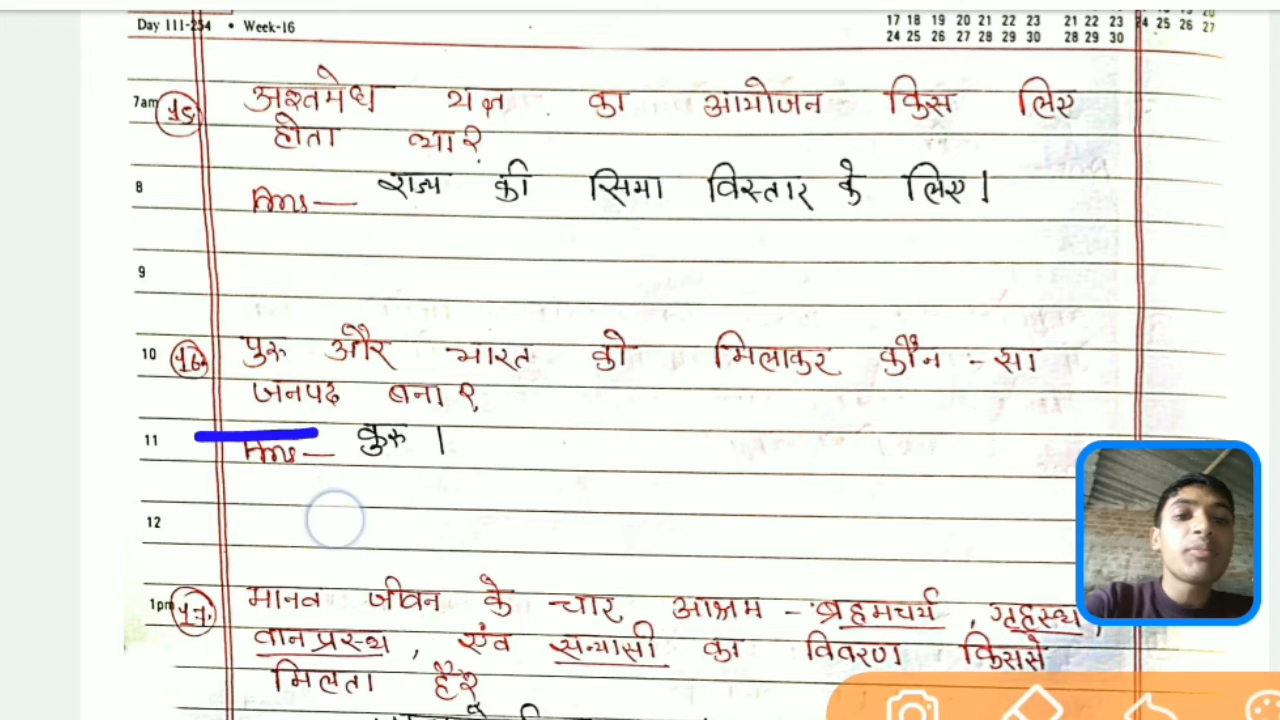 Day 111-254 • Week-16
17 18 19 20 21 22 23 21 22 23 24 25 26 27
24 25 26 27 28 29 30 28 29 30
7am
15. अश्वमेध यज्ञ का आयोजन किस लिए
होता था?
8
Ans— राज्य की सिमा विस्तार के लिए।
9
10
16. पुरु और भारत को मिलाकर कौंन - सा
जनपद बना?
11
Ans— कुरु ।
12
1pm
17. मानव जीवन के चार आश्रम - ब्रहमचर्य , गृहस्थ ,
वानप्रस्थ , एंव सन्यासी का विवरण किससे
मिलता है?